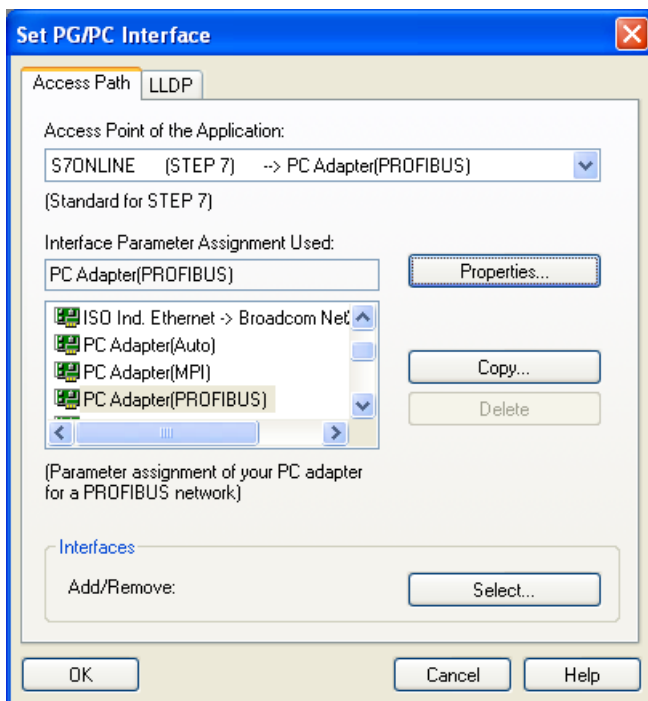 Set PG/PC Interface
Access Path
LLDP
Access Point of the Application:
S7ONLINE (STEP 7) --> PC Adapter(PROFIBUS)
(Standard for STEP 7)
Interface Parameter Assignment Used:
PC Adapter(PROFIBUS)
Properties...
ISO Ind. Ethernet -> Broadcom Net
PC Adapter(Auto)
PC Adapter(MPI)
PC Adapter(PROFIBUS)
Copy...
Delete
(Parameter assignment of your PC adapter
for a PROFIBUS network)
Interfaces
Add/Remove:
Select...
OK
Cancel
Help